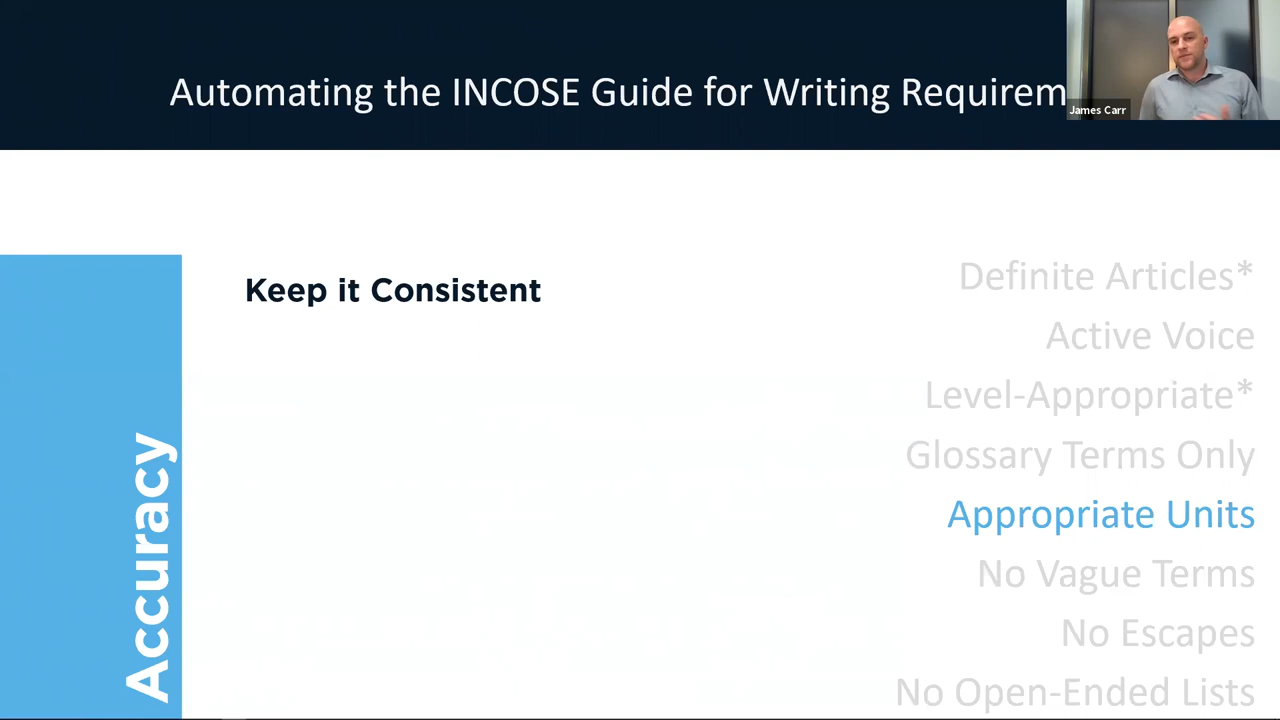 Automating the INCOSE Guide for Writing Requirem
James Carr
Keep it Consistent
Accuracy
Definite Articles*
Active Voice
Level-Appropriate*
Glossary Terms Only
Appropriate Units
No Vague Terms
No Escapes
No Open-Ended Lists